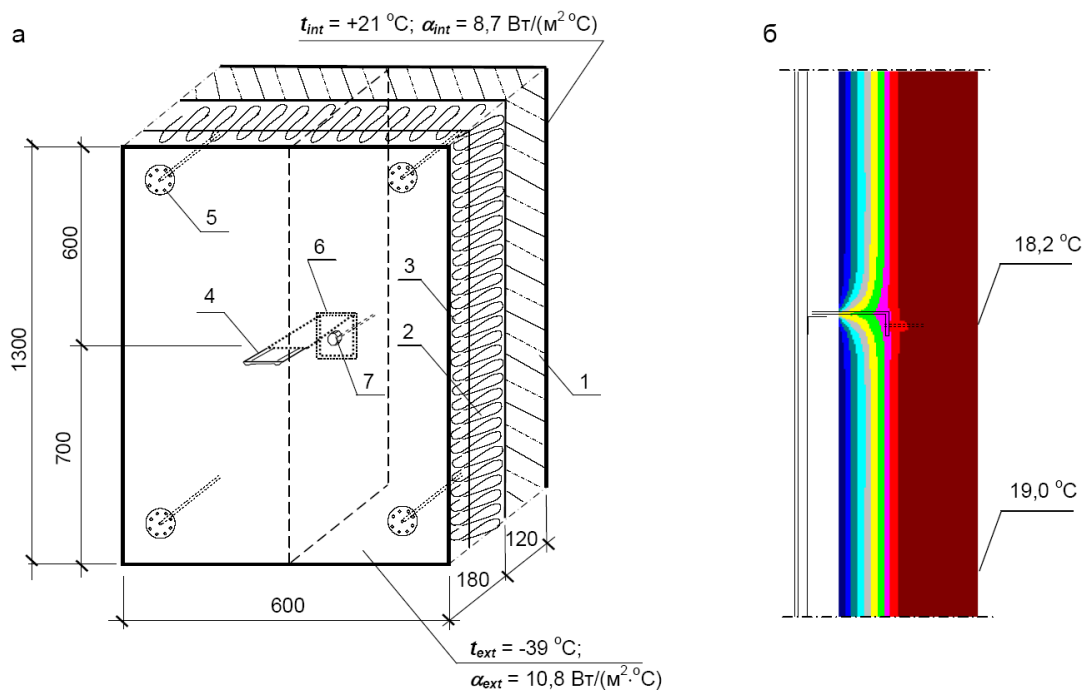 а
t_int = +21 °C; α_int = 8,7 Вт/(м² °C)
б
5
6
4
7
3
2
1
600
1300
700
600
180
120
t_ext = -39 °C;
α_ext = 10,8 Вт/(м²·°C)
18,2 °C
19,0 °C